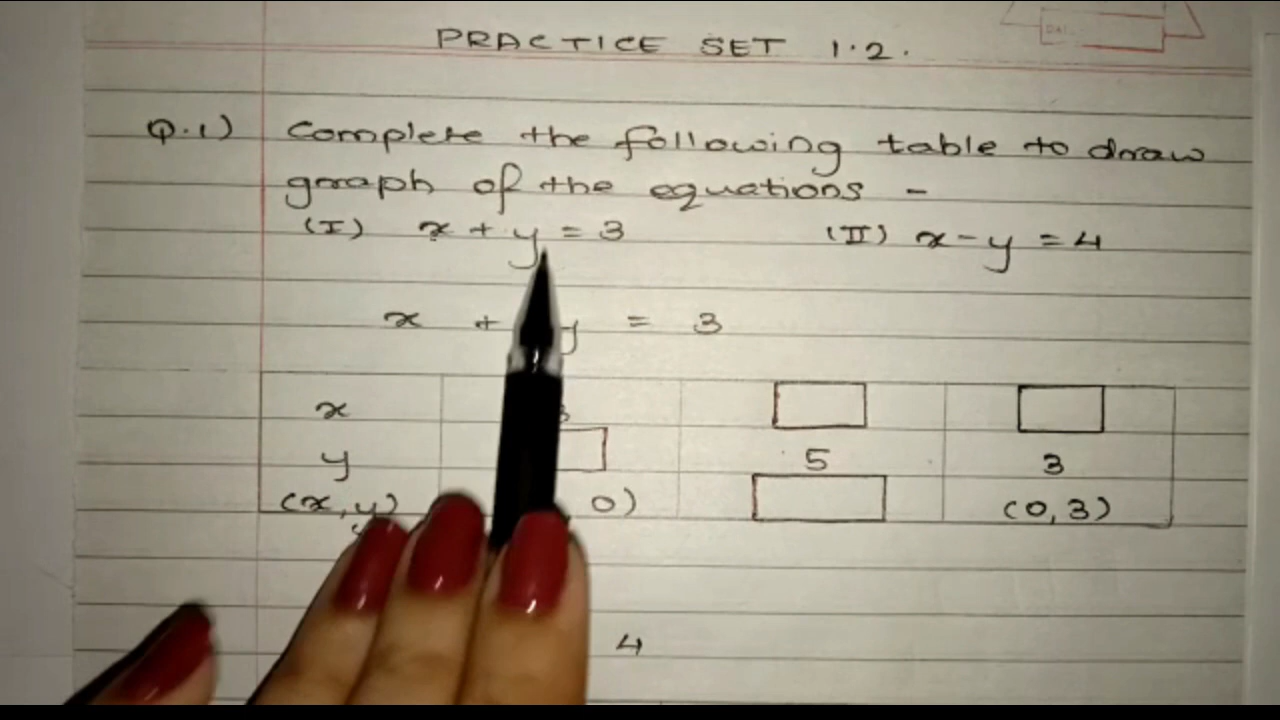 PRACTICE SET 1.2.
Q.1) Complete the following table to draw
graph of the equations -
(I) x + y = 3 (II) x - y = 4
x + y = 3
x
y 5 3
(x, y) 0) (0,3)
4